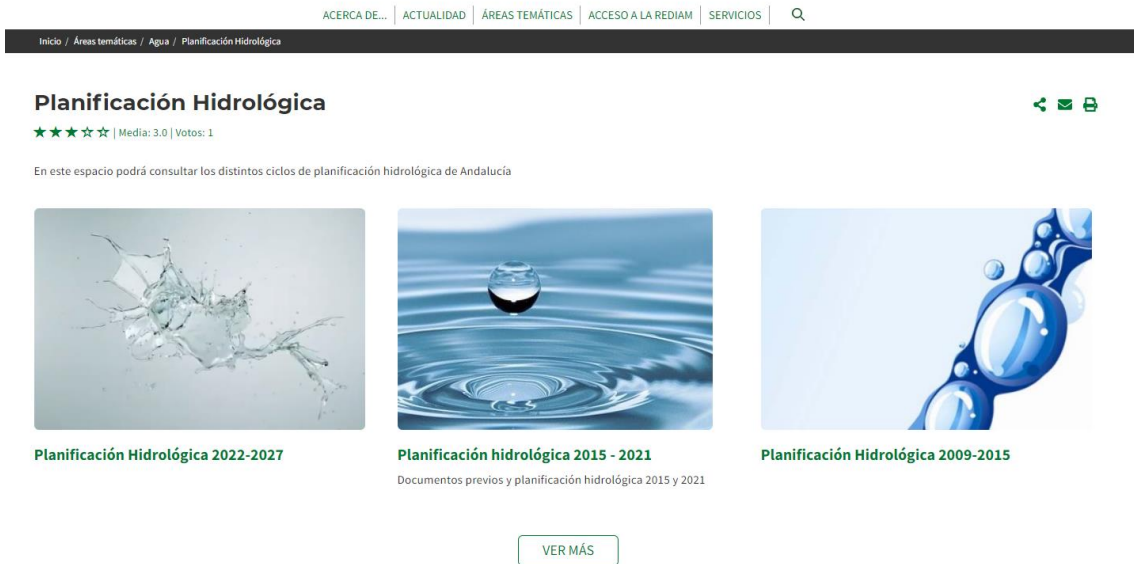 ACERCA DE... ACTUALIDAD ÁREAS TEMÁTICAS ACCESO A LA REDIAM SERVICIOS
Inicio / Áreas temáticas / Agua / Planificación Hidrológica
Planificación Hidrológica
| Media: 3.0 | Votos: 1
En este espacio podrá consultar los distintos ciclos de planificación hidrológica de Andalucía
Planificación Hidrológica 2022-2027
Planificación hidrológica 2015 - 2021
Documentos previos y planificación hidrológica 2015 y 2021
Planificación Hidrológica 2009-2015
VER MÁS